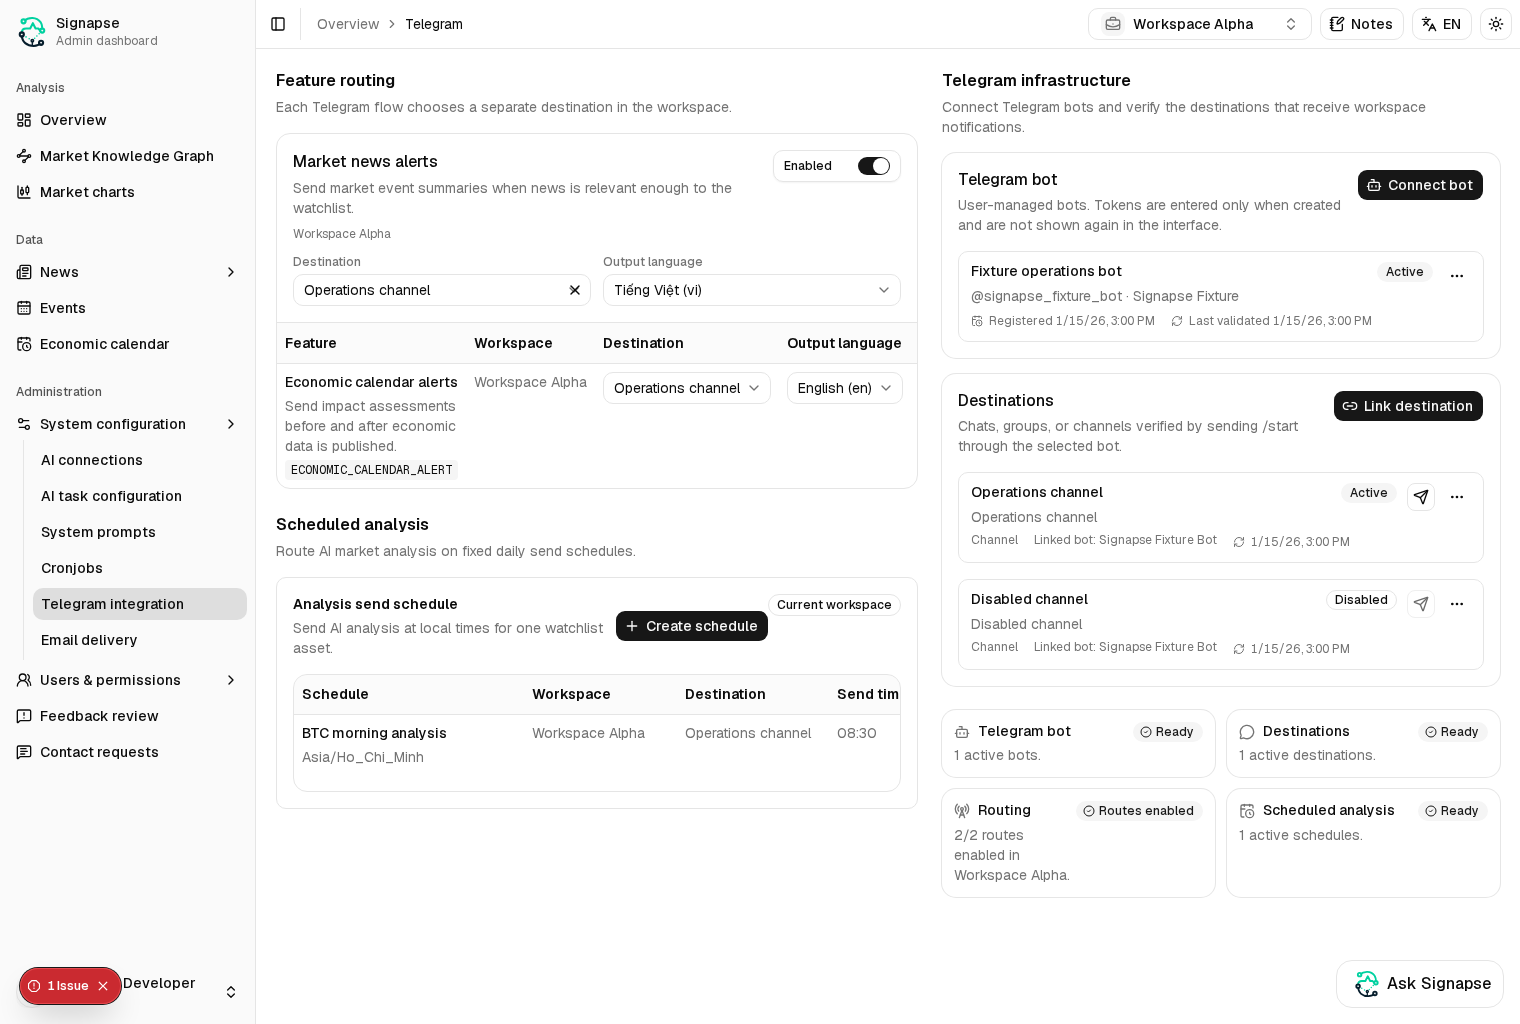 Signapse
Admin dashboard
Analysis
Overview
Market Knowledge Graph
Market charts
Data
News
Events
Economic calendar
Administration
System configuration
AI connections
AI task configuration
System prompts
Cronjobs
Telegram integration
Email delivery
Users & permissions
Feedback review
Contact requests
1 Issue
Developer
Overview
Telegram
Workspace Alpha
Notes
EN
Feature routing
Each Telegram flow chooses a separate destination in the workspace.
Market news alerts
Enabled
Send market event summaries when news is relevant enough to the
watchlist.
Workspace Alpha
Destination
Output language
Operations channel
Tiếng Việt (vi)
Feature
Workspace
Destination
Output language
Economic calendar alerts
Workspace Alpha
Operations channel
English (en)
Send impact assessments
before and after economic
data is published.
ECONOMIC_CALENDAR_ALERT
Scheduled analysis
Route AI market analysis on fixed daily send schedules.
Analysis send schedule
Send AI analysis at local times for one watchlist
asset.
Create schedule
Current workspace
Schedule
Workspace
Destination
Send tim
BTC morning analysis
Workspace Alpha
Operations channel
08:30
Asia/Ho_Chi_Minh
Telegram infrastructure
Connect Telegram bots and verify the destinations that receive workspace
notifications.
Telegram bot
Connect bot
User-managed bots. Tokens are entered only when created
and are not shown again in the interface.
Fixture operations bot
Active
@signapse_fixture_bot · Signapse Fixture
Registered 1/15/26, 3:00 PM
Last validated 1/15/26, 3:00 PM
Destinations
Link destination
Chats, groups, or channels verified by sending /start
through the selected bot.
Operations channel
Active
Operations channel
Channel
Linked bot: Signapse Fixture Bot
1/15/26, 3:00 PM
Disabled channel
Disabled
Disabled channel
Channel
Linked bot: Signapse Fixture Bot
1/15/26, 3:00 PM
Telegram bot
Ready
1 active bots.
Destinations
Ready
1 active destinations.
Routing
Routes enabled
2/2 routes
enabled in
Workspace Alpha.
Scheduled analysis
Ready
1 active schedules.
Ask Signapse